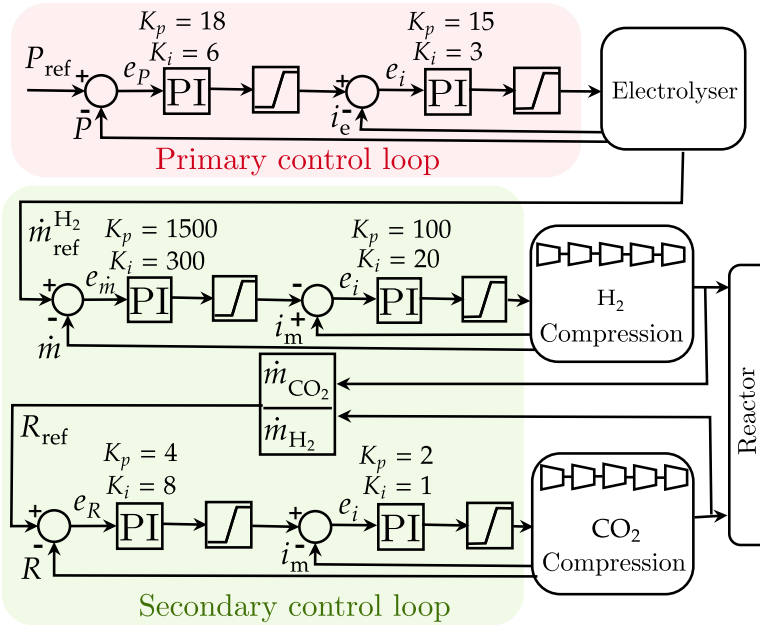 K_p = 18
K_i = 6
K_p = 15
K_i = 3
P_ref
+
e_P
PI
+
e_i
PI
Electrolyser
-
P
-
i_e
Primary control loop
ṁ_ref^H₂
K_p = 1500
K_i = 300
K_p = 100
K_i = 20
+
e_ṁ
PI
-
e_i
PI
H₂
Compression
-
ṁ
+
i_m
ṁ_CO₂
ṁ_H₂
Reactor
R_ref
K_p = 4
K_i = 8
K_p = 2
K_i = 1
+
e_R
PI
+
e_i
PI
CO₂
Compression
-
R
-
i_m
Secondary control loop